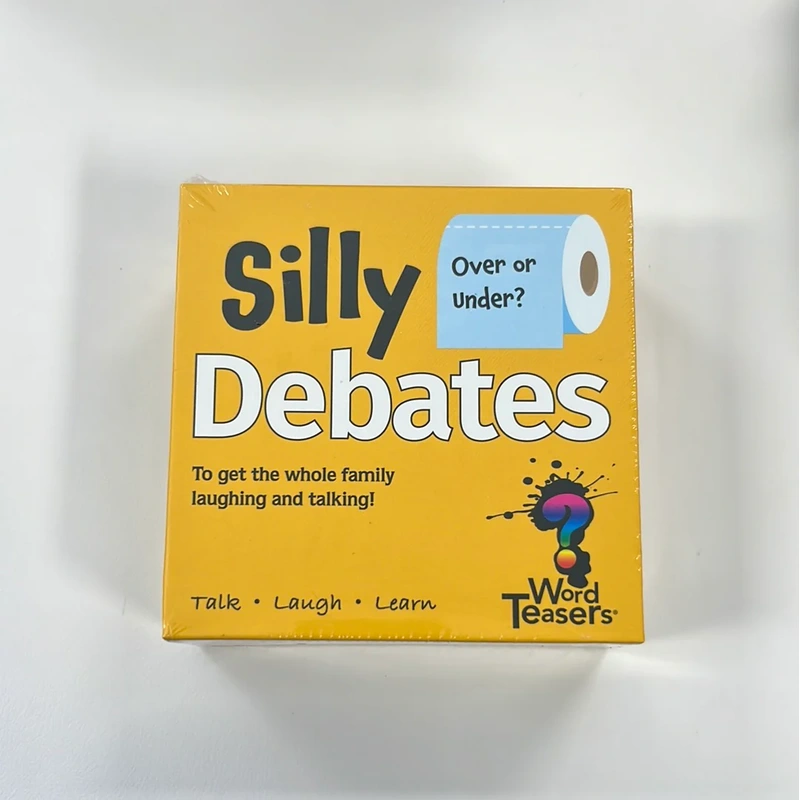 Silly
Over or
under?
Debates
To get the whole family
laughing and talking!
Talk • Laugh • Learn
Word
Teasers®